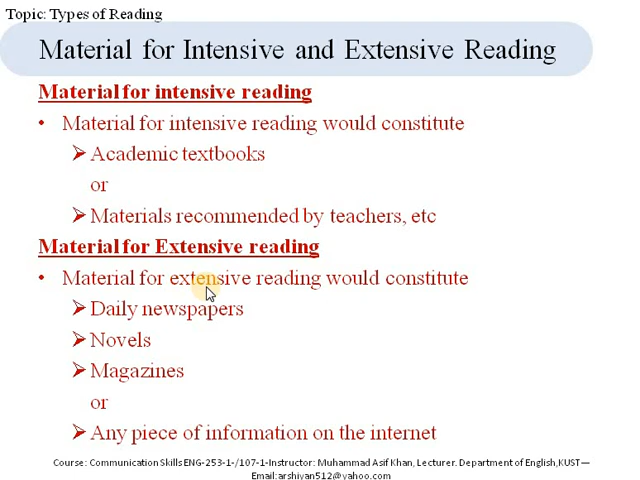 Topic: Types of Reading
Material for Intensive and Extensive Reading
Material for intensive reading
• Material for intensive reading would constitute
➢ Academic textbooks
or
➢ Materials recommended by teachers, etc
Material for Extensive reading
• Material for extensive reading would constitute
➢ Daily newspapers
➢ Novels
➢ Magazines
or
➢ Any piece of information on the internet
Course: Communication Skills ENG-253-1-/107-1-Instructor: Muhammad Asif Khan, Lecturer. Department of English,KUST—
Email:arshiyan512@yahoo.com